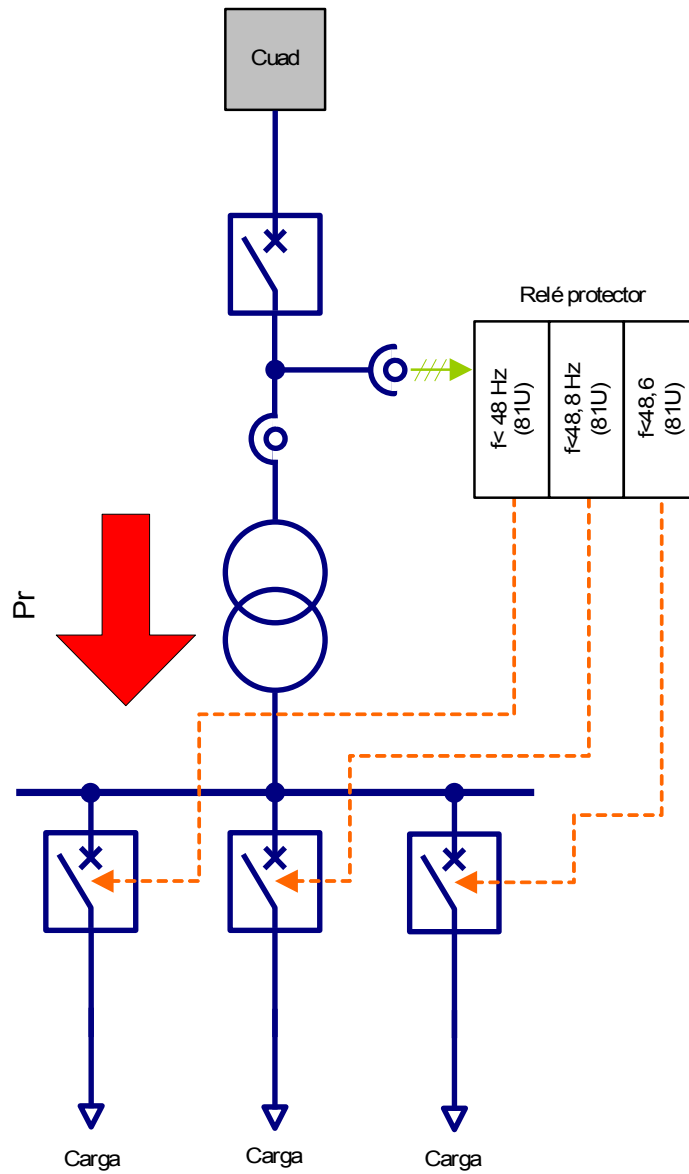 Cuad
Relé protector
f< 48 Hz
(81U)
f<48,8 Hz
(81U)
f<48,6
(81U)
Pr
Carga
Carga
Carga